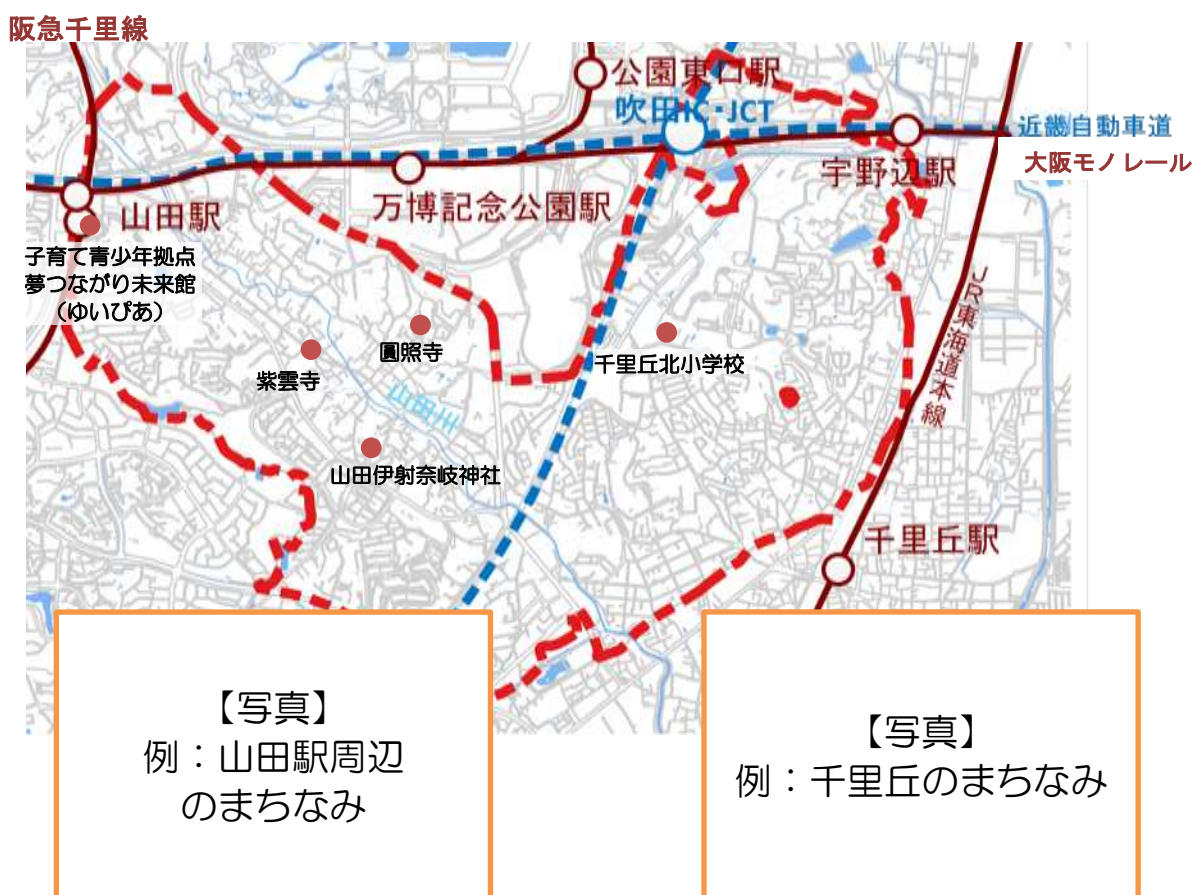 阪急千里線
公園東口駅
吹田IC・JCT
近畿自動車道
大阪モノレール
宇野辺駅
万博記念公園駅
山田駅
子育て青少年拠点
夢つながり未来館
（ゆいぴあ）
JR東海道本線
圓照寺
千里丘北小学校
紫雲寺
山田川
山田伊射奈岐神社
千里丘駅
【写真】
例：山田駅周辺
のまちなみ
【写真】
例：千里丘のまちなみ